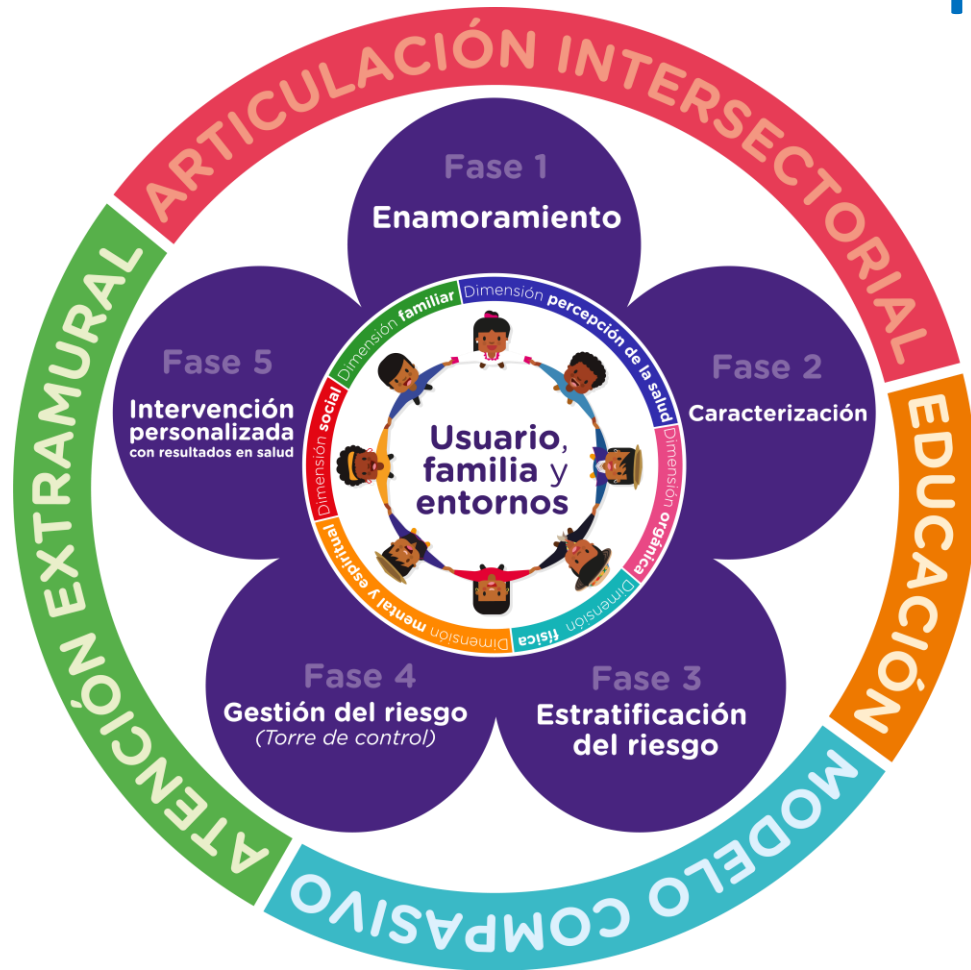 ARTICULACIÓN INTERSECTORIAL
EDUCACIÓN
MODELO COMPASIVO
ATENCIÓN EXTRAMURAL
Fase 1
Enamoramiento
Fase 2
Caracterización
Fase 3
Estratificación
del riesgo
Fase 4
Gestión del riesgo
(Torre de control)
Fase 5
Intervención
personalizada
con resultados en salud
Dimensión familiar
Dimensión percepción de la salud
Dimensión orgánica
Dimensión física
Dimensión mental y espiritual
Dimensión social
Usuario,
familia y
entornos